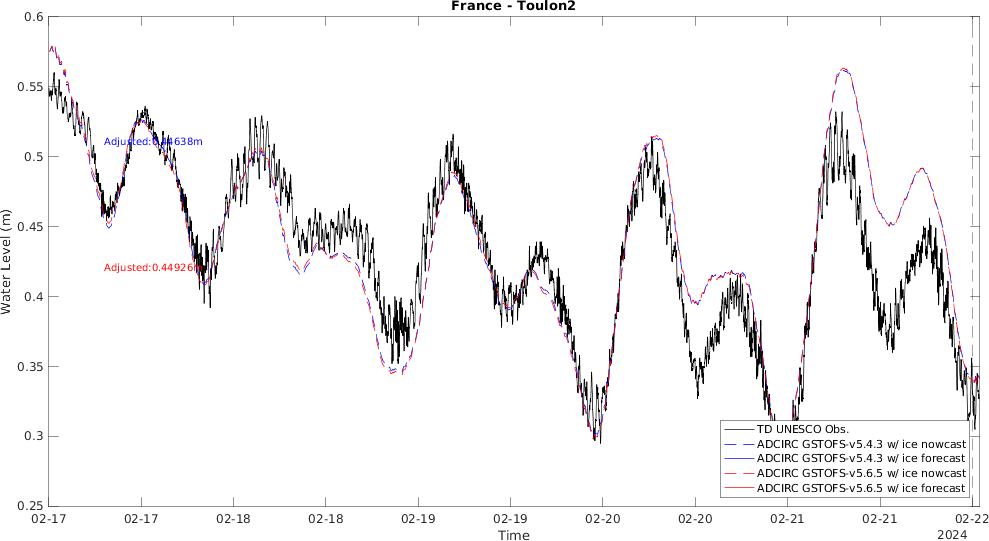 France - Toulon2
0.6
0.55
0.5
0.45
0.4
0.35
0.3
0.25
Water Level (m)
Adjusted:0.44638m
Adjusted:0.44926m
TD UNESCO Obs.
ADCIRC GSTOFS-v5.4.3 w/ ice nowcast
ADCIRC GSTOFS-v5.4.3 w/ ice forecast
ADCIRC GSTOFS-v5.6.5 w/ ice nowcast
ADCIRC GSTOFS-v5.6.5 w/ ice forecast
02-17 02-17 02-18 02-18 02-19 02-19 02-20 02-20 02-21 02-21 02-22
Time
2024